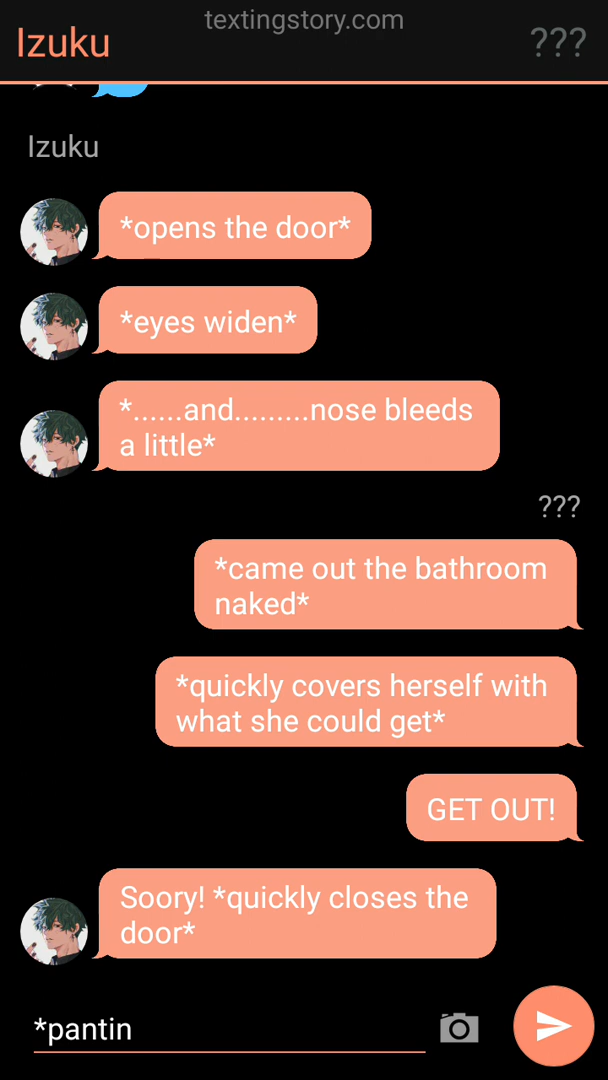 textingstory.com
Izuku
???
Izuku
*opens the door*
*eyes widen*
*......and.........nose bleeds
a little*
???
*came out the bathroom
naked*
*quickly covers herself with
what she could get*
GET OUT!
Soory! *quickly closes the
door*
*pantin